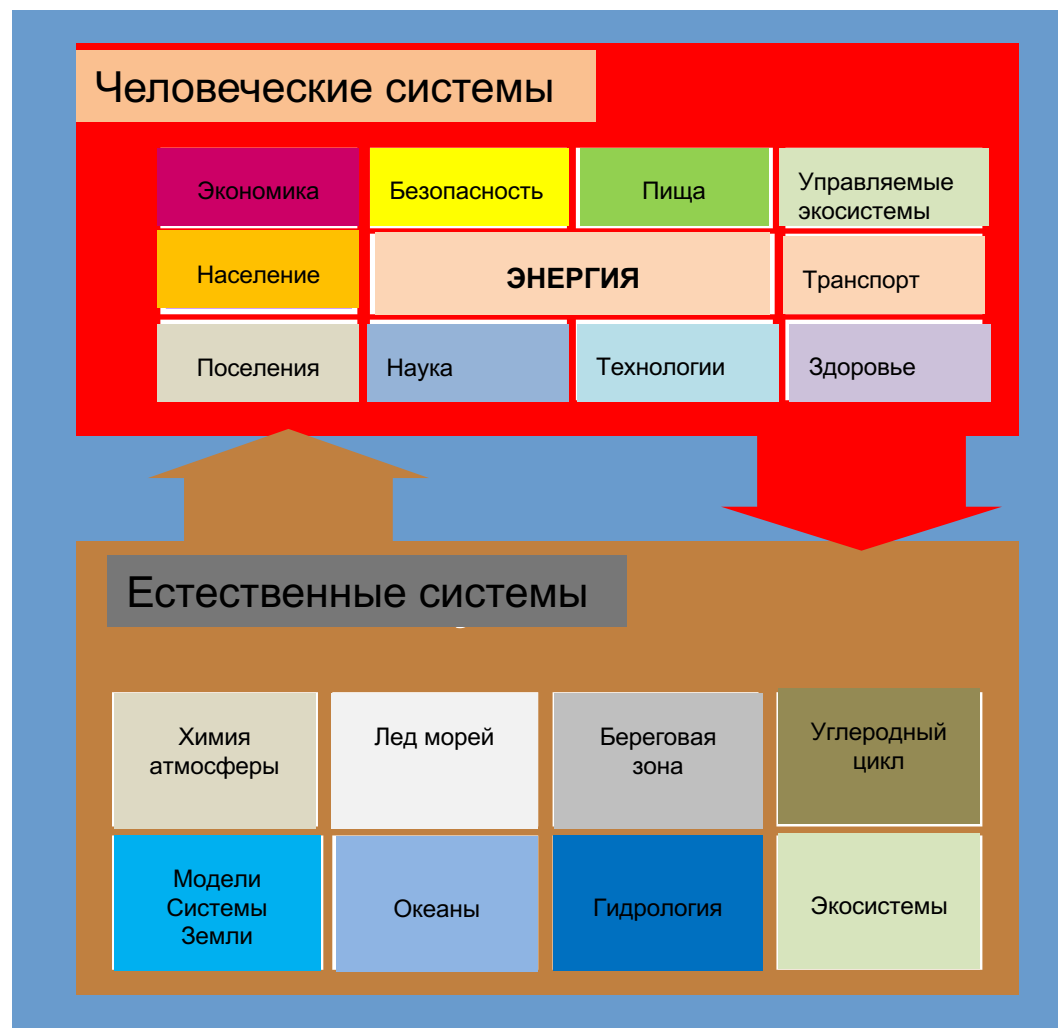 Человеческие системы
Экономика
Безопасность
Пища
Управляемые
экосистемы
Население
ЭНЕРГИЯ
Транспорт
Поселения
Наука
Технологии
Здоровье
Естественные системы
Химия
атмосферы
Лед морей
Береговая
зона
Углеродный
цикл
Модели
Системы
Земли
Океаны
Гидрология
Экосистемы